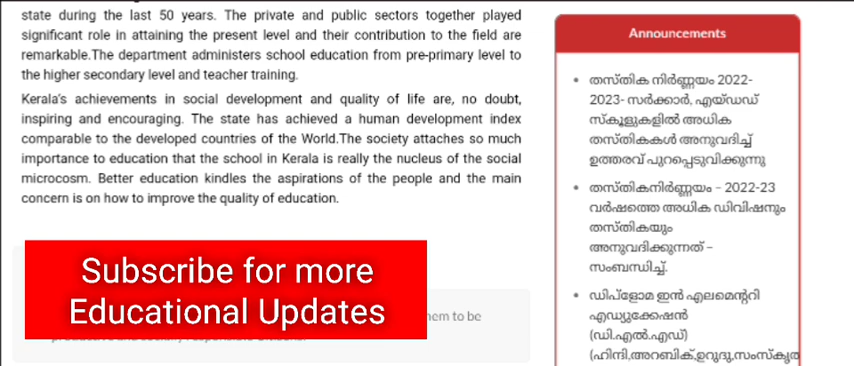 state during the last 50 years. The private and public sectors together played
significant role in attaining the present level and their contribution to the field are
remarkable.The department administers school education from pre-primary level to
the higher secondary level and teacher training.
Kerala's achievements in social development and quality of life are, no doubt,
inspiring and encouraging. The state has achieved a human development index
comparable to the developed countries of the World.The society attaches so much
importance to education that the school in Kerala is really the nucleus of the social
microcosm. Better education kindles the aspirations of the people and the main
concern is on how to improve the quality of education.
Subscribe for more
Educational Updates
to be
Announcements
തസ്തിക നിർണ്ണയം 2022-
2023- സർക്കാർ, എയ്ഡഡ്
സ്കൂളുകളിൽ അധിക
തസ്തികകൾ അനുവദിച്ച്
ഉത്തരവ് പുറപ്പെടുവിക്കുന്നു
തസ്തികനിർണ്ണയം – 2022-23
വർഷത്തെ അധിക ഡിവിഷനും
തസ്തികയും
അനുവദിക്കുന്നത് –
സംബന്ധിച്ച്.
ഡിപ്ളോമ ഇൻ എലമെന്ററി
എഡ്യുക്കേഷൻ
(ഡി.എൽ.എഡ്)
(ഹിന്ദി,അറബിക്,ഉറുദു,സംസ്കൃത